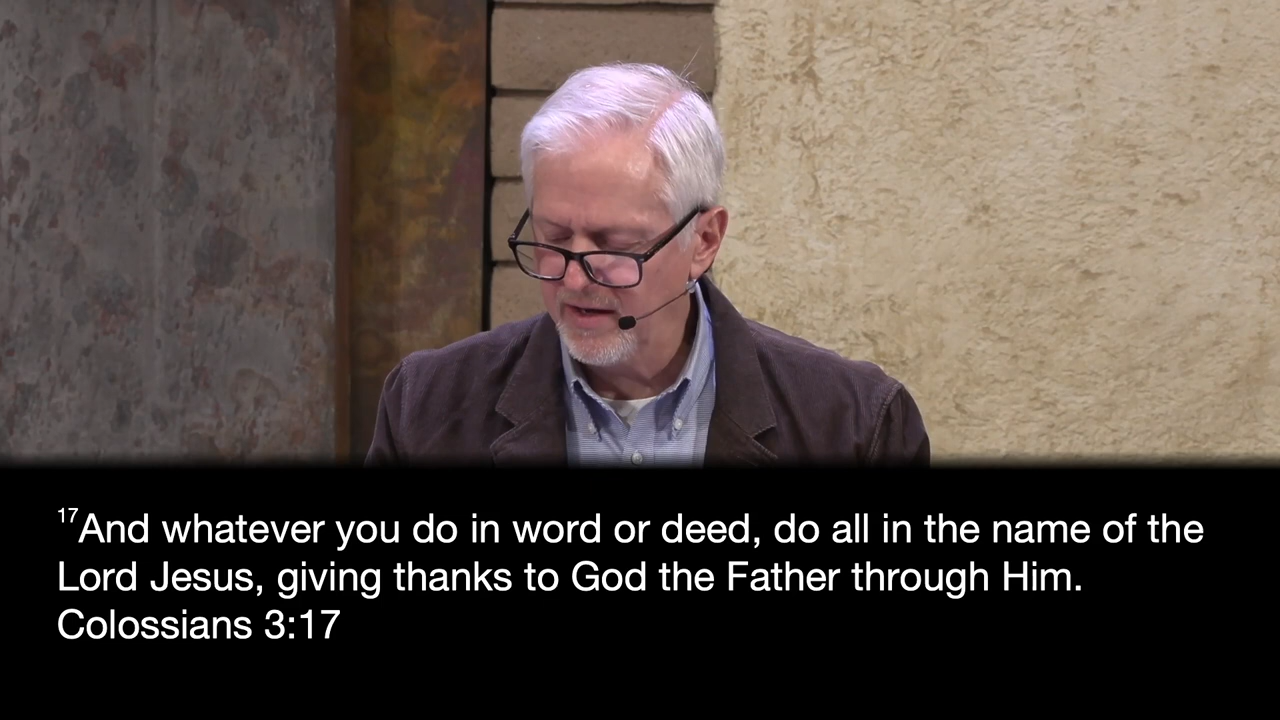 17And whatever you do in word or deed, do all in the name of the
Lord Jesus, giving thanks to God the Father through Him.
Colossians 3:17